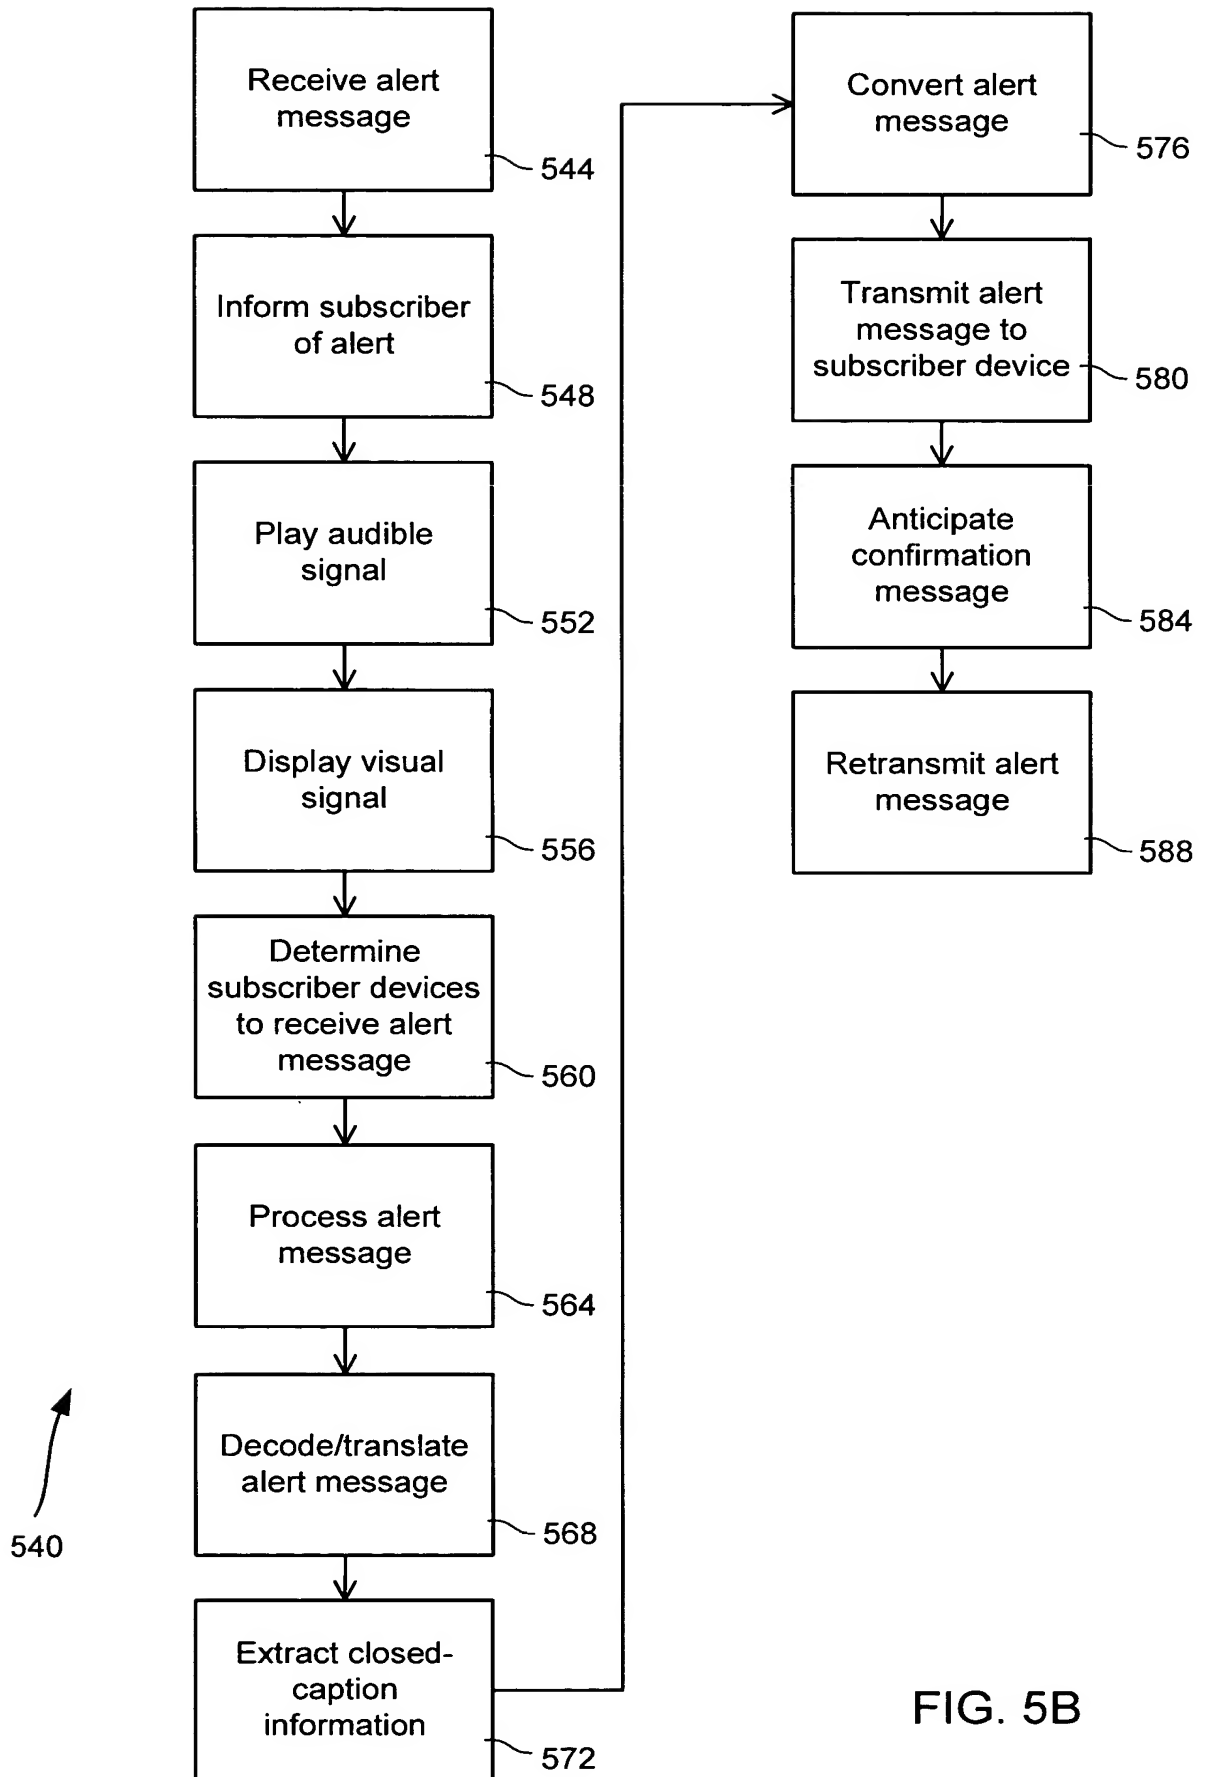 Receive alert
message
544
Inform subscriber
of alert
548
Play audible
signal
552
Display visual
signal
556
Determine
subscriber devices
to receive alert
message
560
Process alert
message
564
Decode/translate
alert message
568
Extract closed-
caption
information
572
540
Convert alert
message
576
Transmit alert
message to
subscriber device
580
Anticipate
confirmation
message
584
Retransmit alert
message
588
FIG. 5B